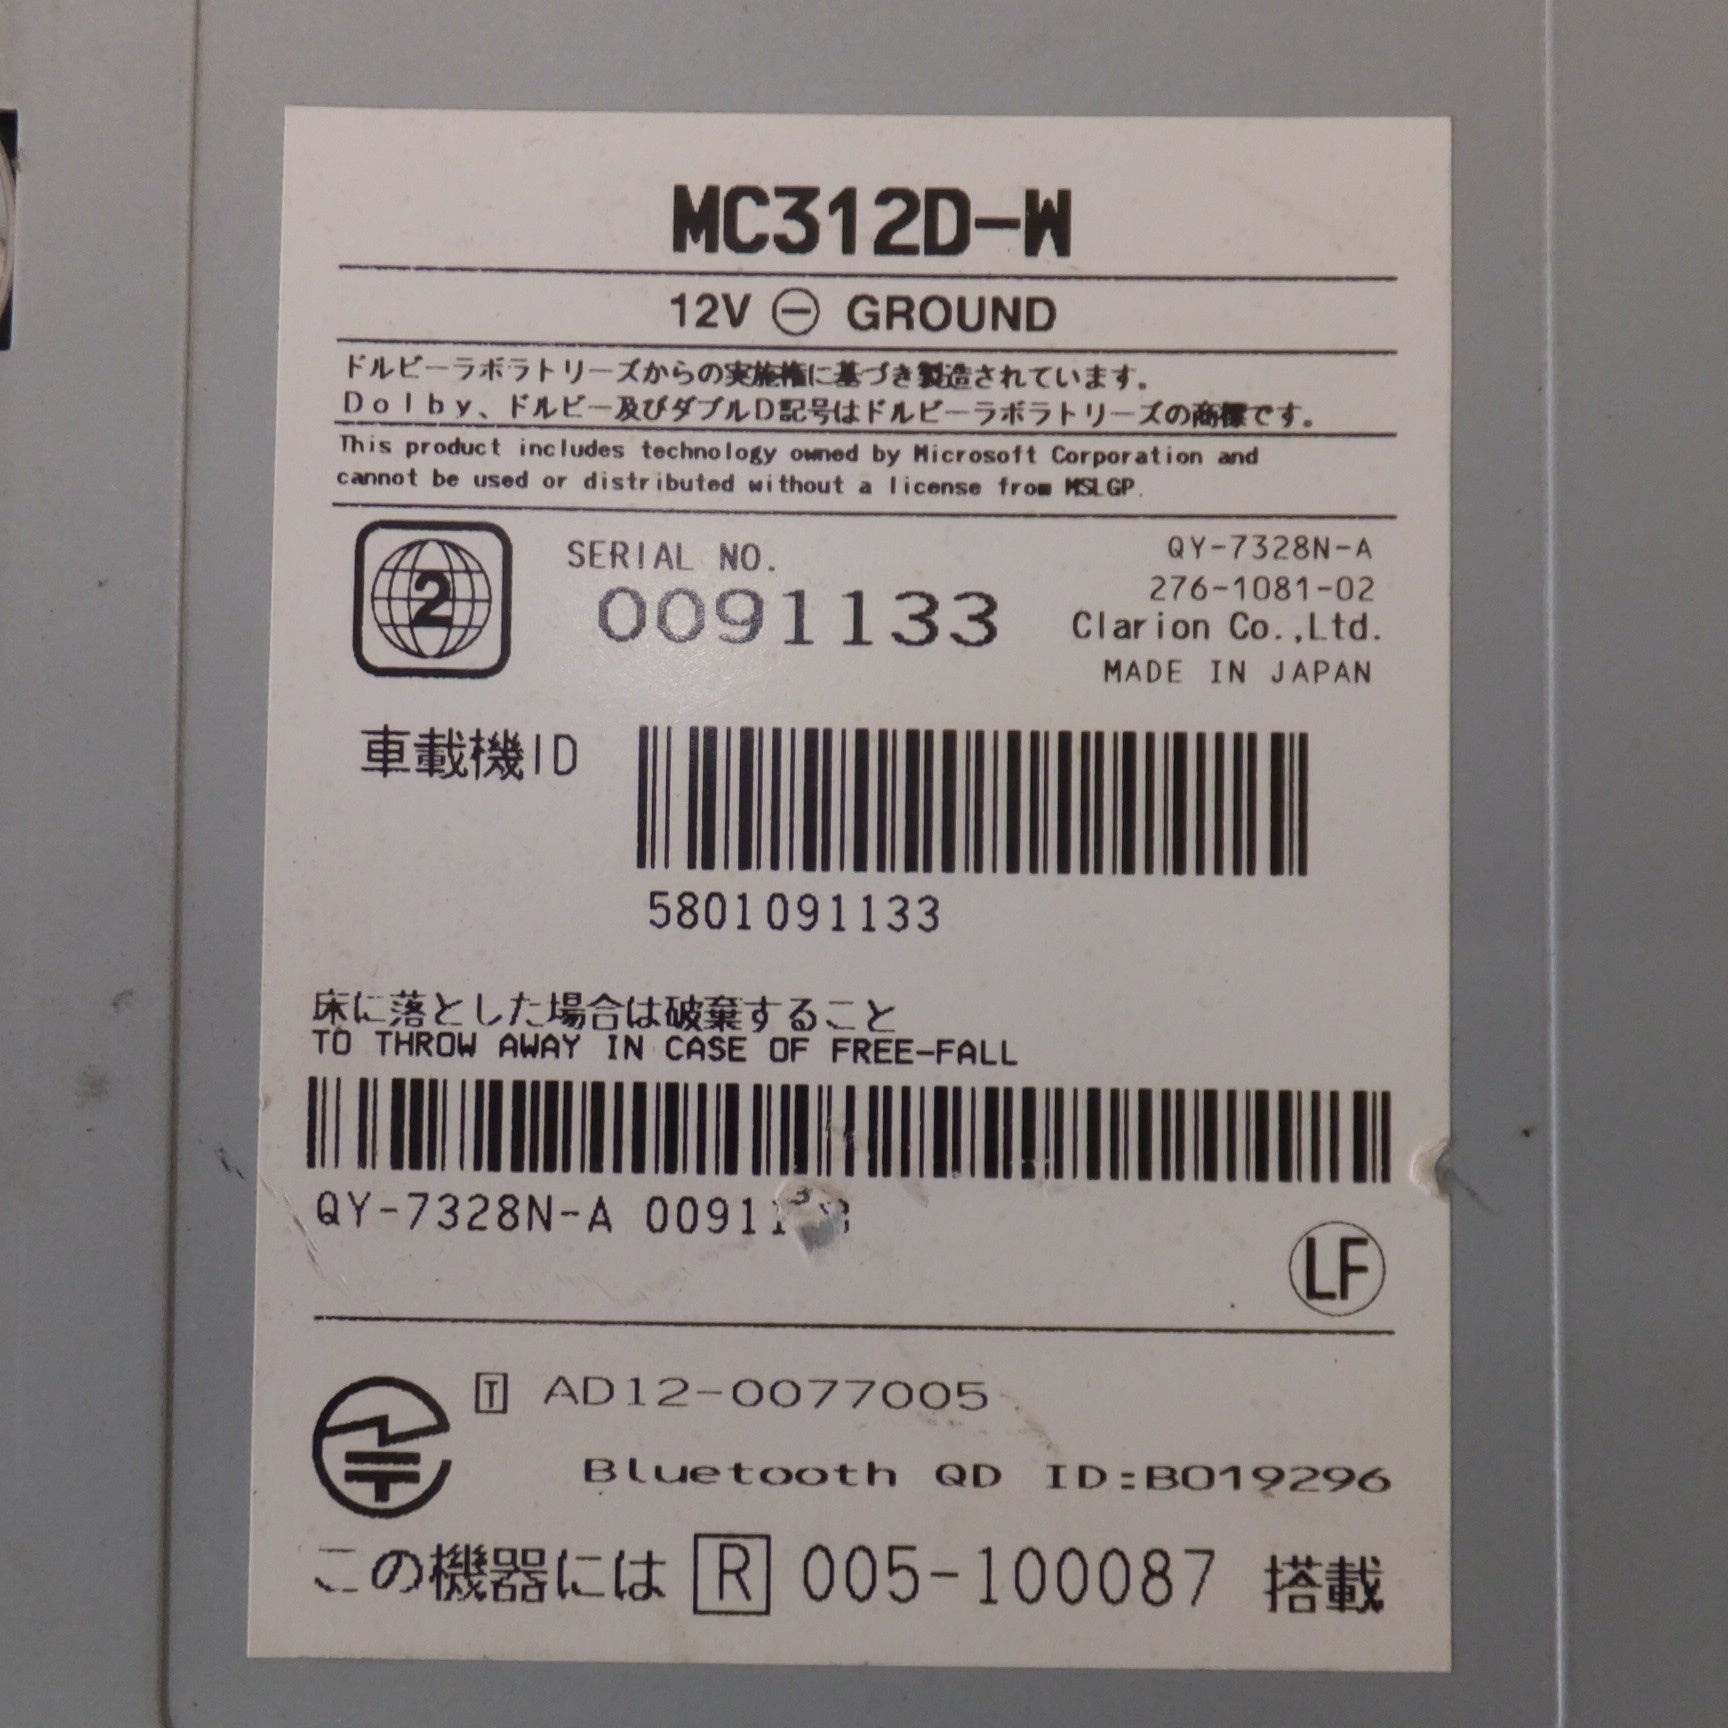 MC312D-W
12V ⊖ GROUND
ドルビーラボラトリーズからの実施権に基づき製造されています。
Dolby、ドルビー及びダブルD記号はドルビーラボラトリーズの商標です。
This product includes technology owned by Microsoft Corporation and
cannot be used or distributed without a license from MSLGP.
2
SERIAL NO.
0091133
QY-7328N-A
276-1081-02
Clarion Co.,Ltd.
MADE IN JAPAN
車載機ID
5801091133
床に落とした場合は破棄すること
TO THROW AWAY IN CASE OF FREE-FALL
QY-7328N-A
LF
T AD12-0077005
Bluetooth QD ID:B019296
この機器には R 005-100087 搭載